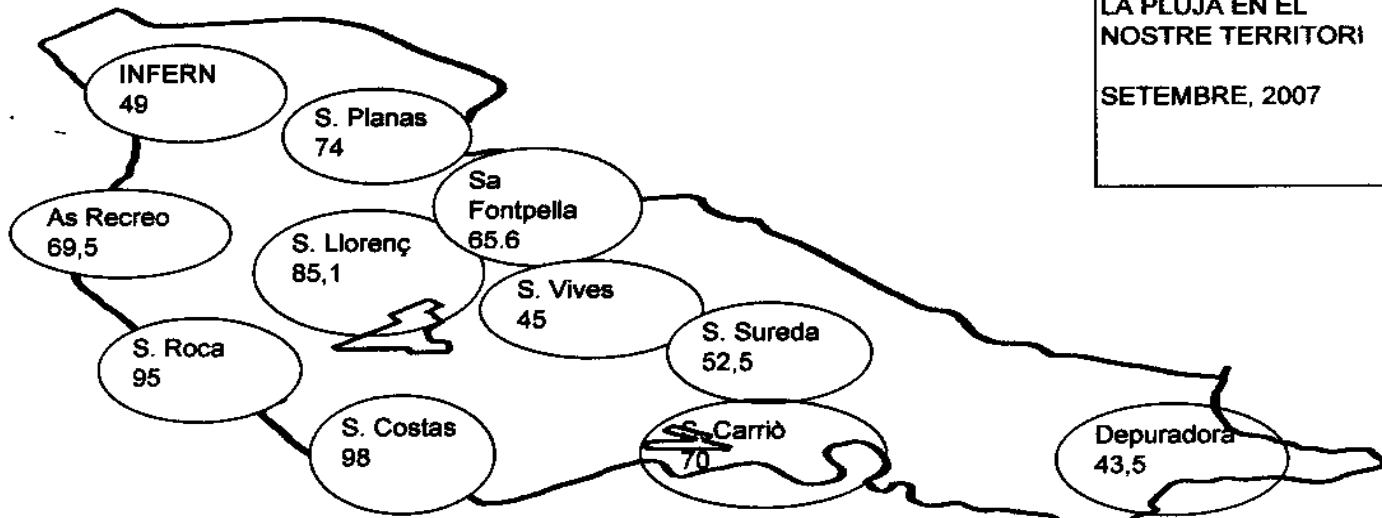 LA PLUJA EN EL
NOSTRE TERRITORI
SETEMBRE, 2007
INFERN
49
S. Planas
74
Sa
Fontpella
65.6
As Recreo
69,5
S. Llorenç
85,1
S. Vives
45
S. Sureda
52,5
S. Roca
95
S. Costas
98
S. Carriò
70
Depuradora
43,5